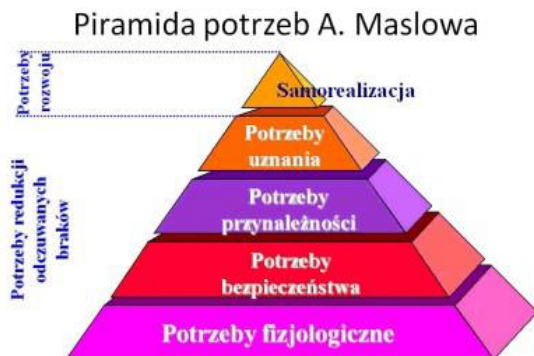 Piramida potrzeb A. Maslowa
Potrzeby
rozwoju
Samorealizacja
Potrzeby
uznania
Potrzeby redukcji
odczuwanych
braków
Potrzeby
przynależności
Potrzeby
bezpieczeństwa
Potrzeby fizjologiczne